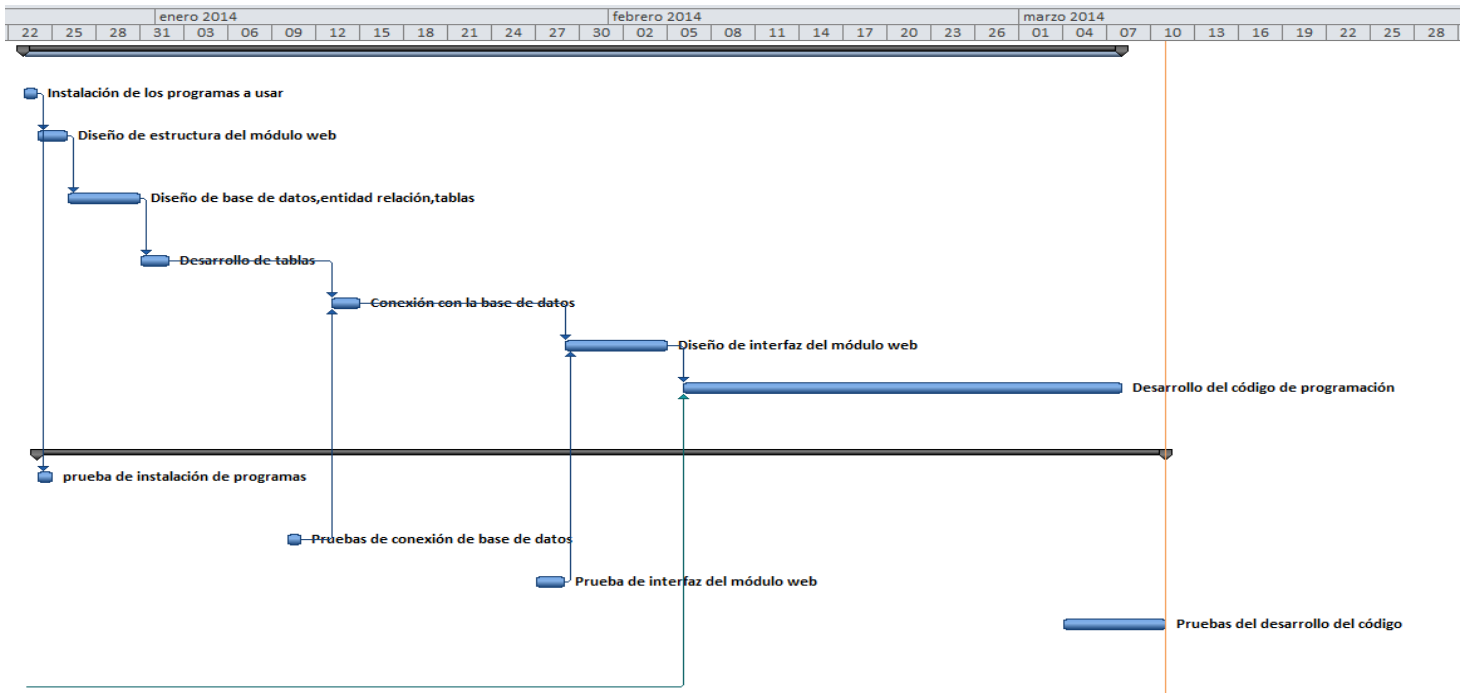 enero 2014 febrero 2014 marzo 2014
22 25 28 31 03 06 09 12 15 18 21 24 27 30 02 05 08 11 14 17 20 23 26 01 04 07 10 13 16 19 22 25 28
Instalación de los programas a usar
Diseño de estructura del módulo web
Diseño de base de datos,entidad relación,tablas
Desarrollo de tablas
Conexión con la base de datos
Diseño de interfaz del módulo web
Desarrollo del código de programación
prueba de instalación de programas
Pruebas de conexión de base de datos
Prueba de interfaz del módulo web
Pruebas del desarrollo del código